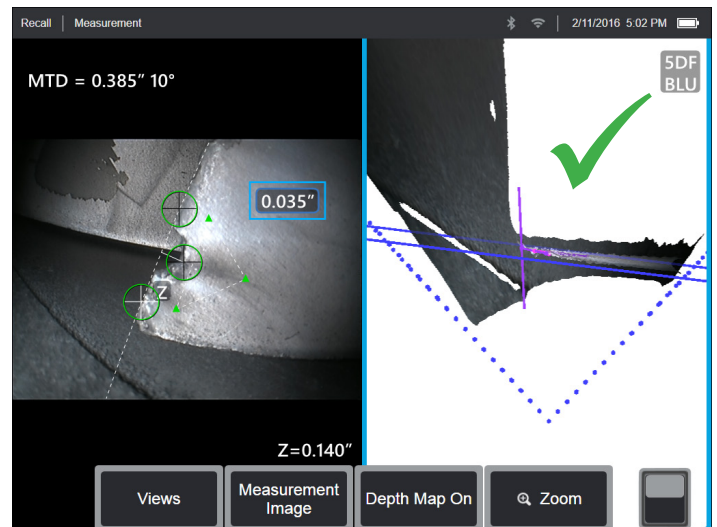 Recall | Measurement
2/11/2016 5:02 PM
MTD = 0.385" 10°
5DF
BLU
0.035"
Z
Z=0.140"
Views
Measurement
Image
Depth Map On
Zoom